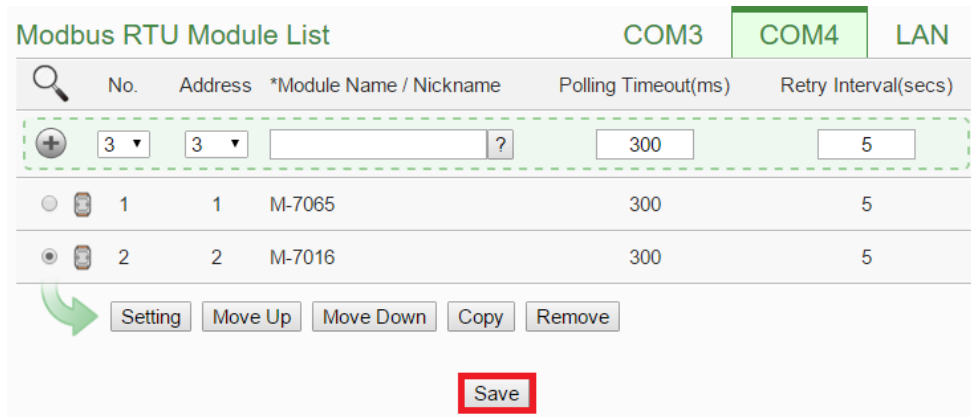 Modbus RTU Module List COM3 COM4 LAN
No. Address *Module Name / Nickname Polling Timeout(ms) Retry Interval(secs)
3 3 ? 300 5
1 1 M-7065 300 5
2 2 M-7016 300 5
Setting Move Up Move Down Copy Remove
Save